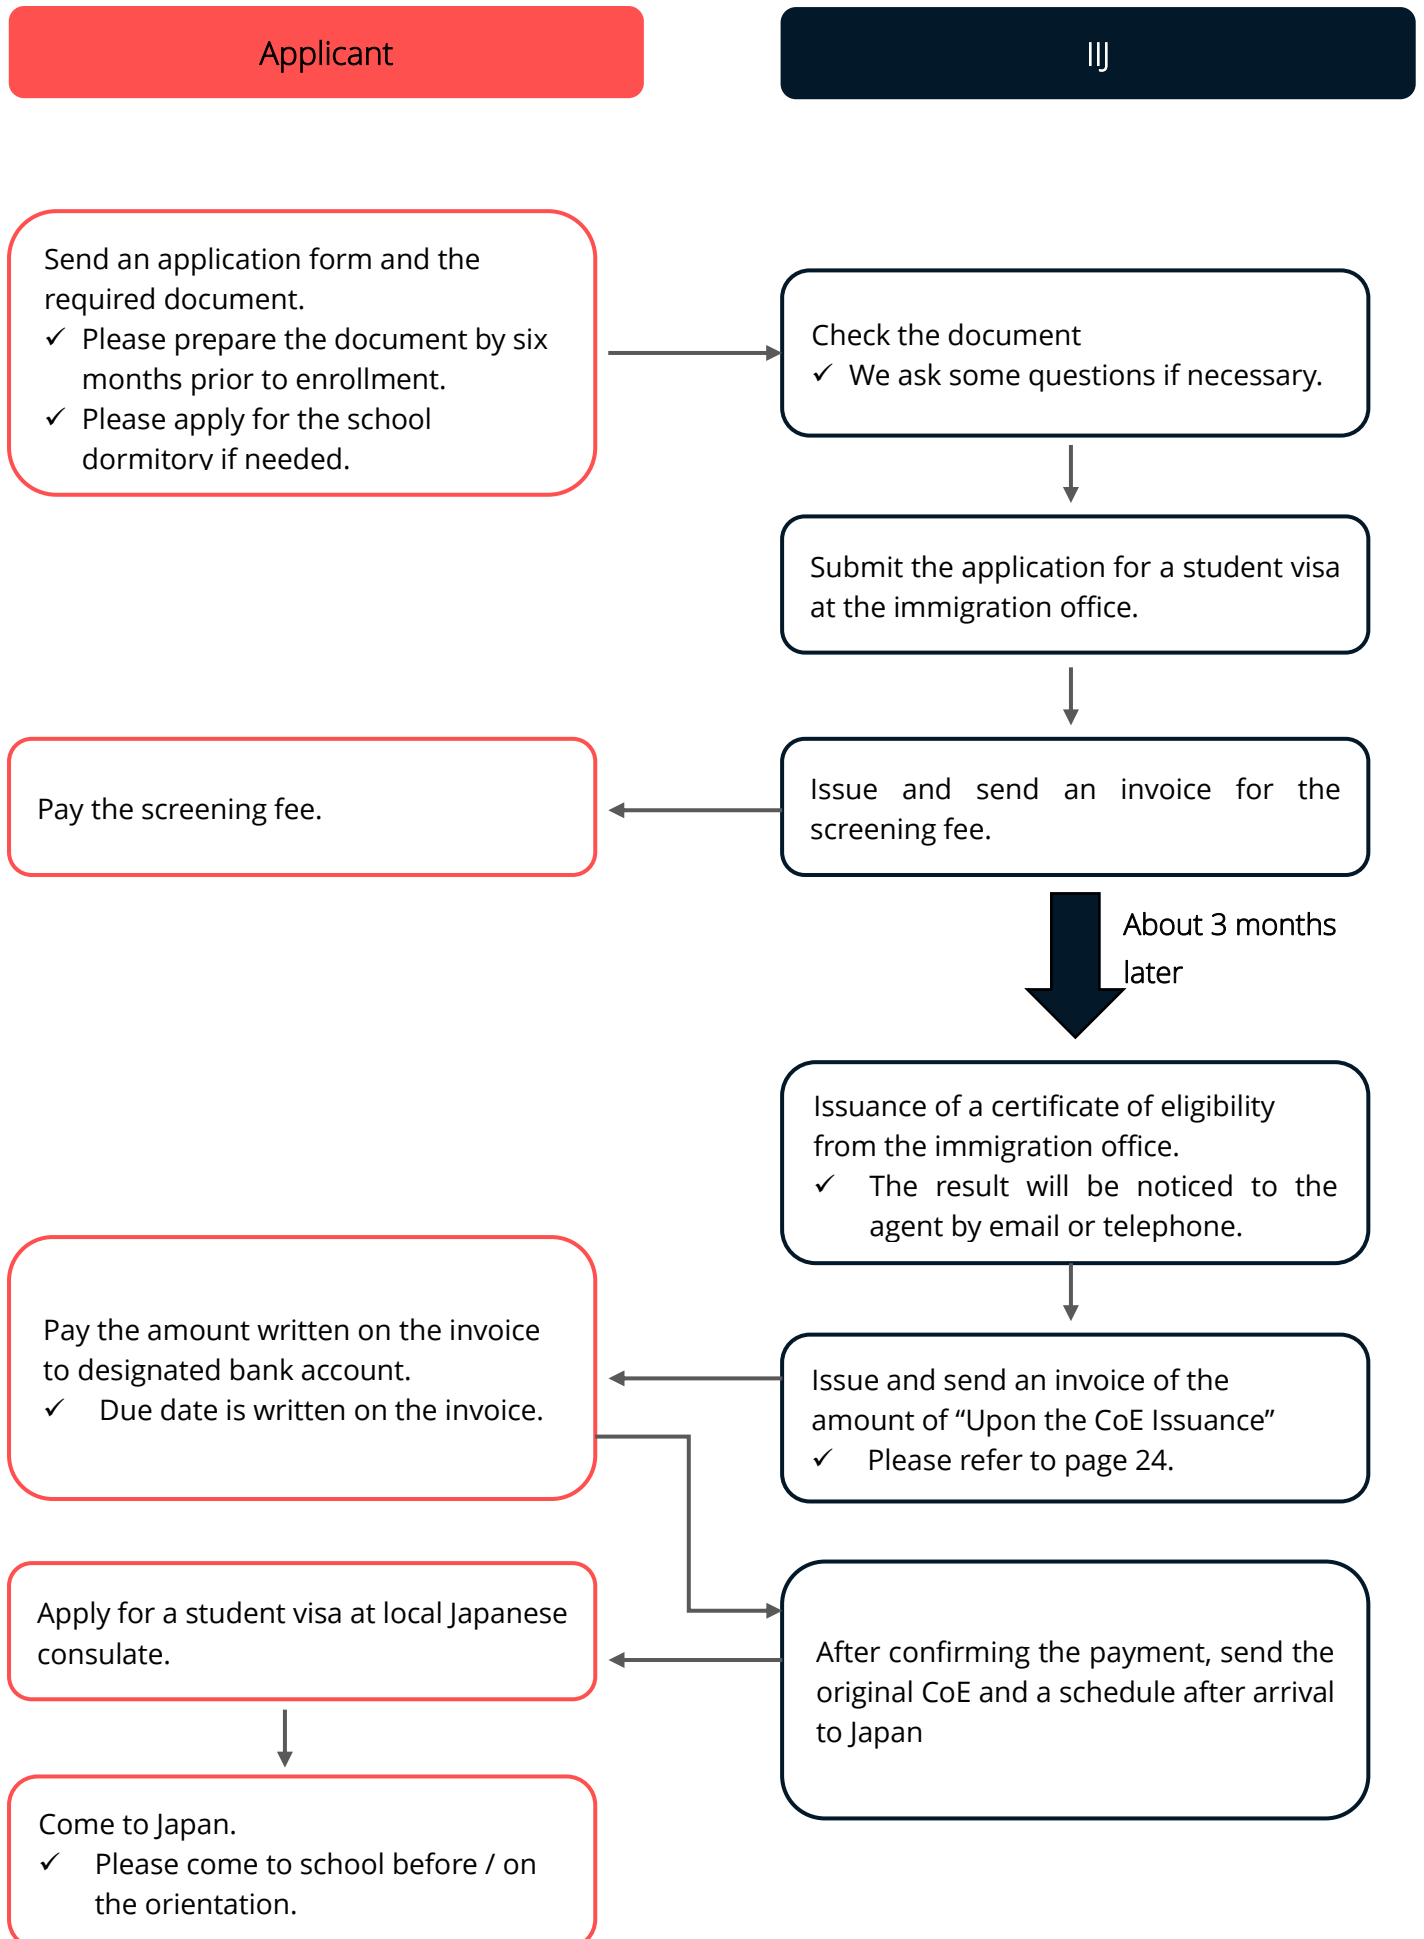 Applicant
IIJ
Send an application form and the
required document.
✓ Please prepare the document by six
months prior to enrollment.
✓ Please apply for the school
dormitory if needed.
Check the document
✓ We ask some questions if necessary.
Submit the application for a student visa
at the immigration office.
Pay the screening fee.
Issue and send an invoice for the
screening fee.
About 3 months
later
Issuance of a certificate of eligibility
from the immigration office.
✓ The result will be noticed to the
agent by email or telephone.
Pay the amount written on the invoice
to designated bank account.
✓ Due date is written on the invoice.
Issue and send an invoice of the
amount of “Upon the CoE Issuance”
✓ Please refer to page 24.
Apply for a student visa at local Japanese
consulate.
After confirming the payment, send the
original CoE and a schedule after arrival
to Japan
Come to Japan.
✓ Please come to school before / on
the orientation.